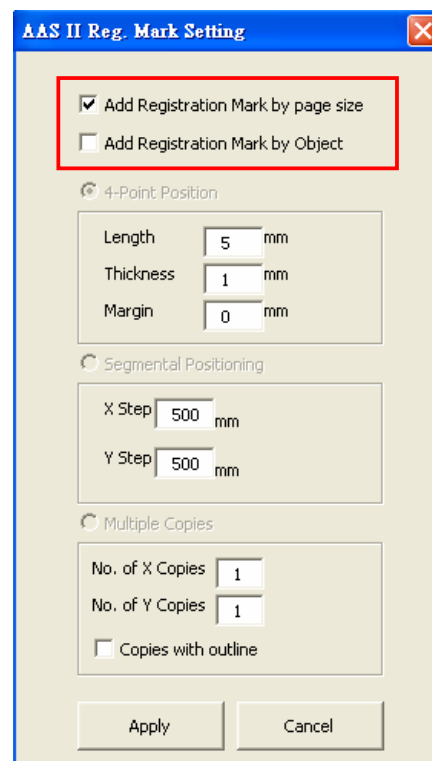 AAS II Reg. Mark Setting
Add Registration Mark by page size
Add Registration Mark by Object
4-Point Position
Length 5 mm
Thickness 1 mm
Margin 0 mm
Segmental Positioning
X Step 500 mm
Y Step 500 mm
Multiple Copies
No. of X Copies 1
No. of Y Copies 1
Copies with outline
Apply Cancel